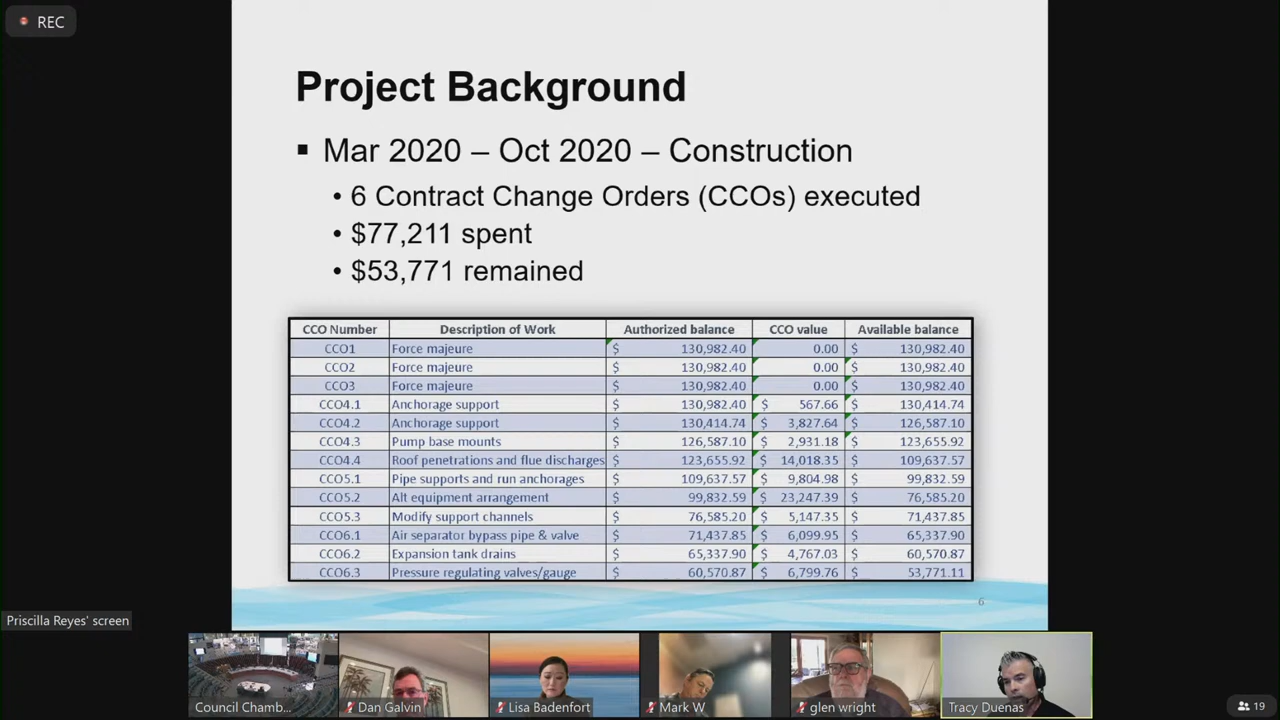 REC
Project Background
▪ Mar 2020 – Oct 2020 – Construction
• 6 Contract Change Orders (CCOs) executed
• $77,211 spent
• $53,771 remained
CCO Number Description of Work Authorized balance CCO value Available balance
CCO1 Force majeure $ 130,982.40 0.00 $ 130,982.40
CCO2 Force majeure $ 130,982.40 0.00 $ 130,982.40
CCO3 Force majeure $ 130,982.40 0.00 $ 130,982.40
CCO4.1 Anchorage support $ 130,982.40 $ 567.66 $ 130,414.74
CCO4.2 Anchorage support $ 130,414.74 $ 3,827.64 $ 126,587.10
CCO4.3 Pump base mounts $ 126,587.10 $ 2,931.18 $ 123,655.92
CCO4.4 Roof penetrations and flue discharges $ 123,655.92 $ 14,018.35 $ 109,637.57
CCO5.1 Pipe supports and run anchorages $ 109,637.57 $ 9,804.98 $ 99,832.59
CCO5.2 Alt equipment arrangement $ 99,832.59 $ 23,247.39 $ 76,585.20
CCO5.3 Modify support channels $ 76,585.20 $ 5,147.35 $ 71,437.85
CCO6.1 Air separator bypass pipe & valve $ 71,437.85 $ 6,099.95 $ 65,337.90
CCO6.2 Expansion tank drains $ 65,337.90 $ 4,767.03 $ 60,570.87
CCO6.3 Pressure regulating valves/gauge $ 60,570.87 $ 6,799.76 $ 53,771.11
6
Priscilla Reyes' screen
Council Chamb...
Dan Galvin
Lisa Badenfort
Mark W
glen wright
Tracy Duenas
19